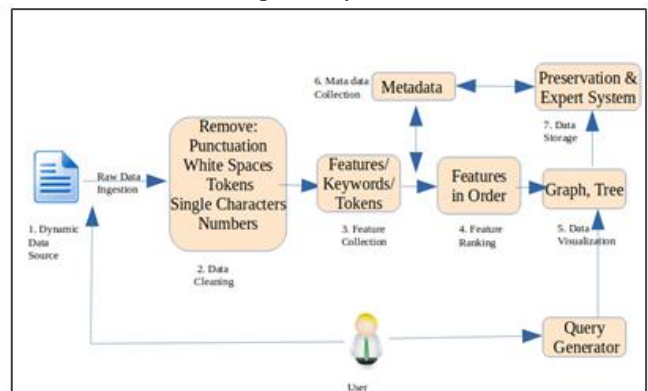 6. Mata data
Collection
Metadata
Preservation &
Expert System
7. Data
Storage
Remove:
Punctuation
White Spaces
Tokens
Single Characters
Numbers
Raw Data
Ingestion
Features/
Keywords/
Tokens
Features
in Order
Graph, Tree
1. Dynamic
Data
Source
2. Data
Cleaning
3. Feature
Collection
4. Feature
Ranking
5. Data
Visualization
Query
Generator
User